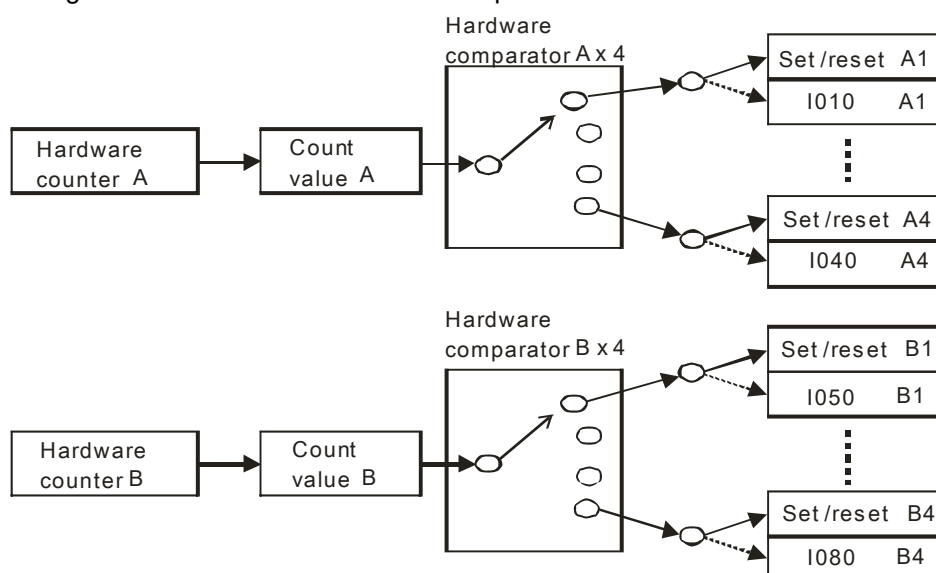 Hardware
comparator A x 4
Set/reset A1
I010 A1
Hardware
counter A
Count
value A
Set/reset A4
I040 A4
Hardware
comparator B x 4
Set/reset B1
I050 B1
Hardware
counter B
Count
value B
Set/reset B4
I080 B4